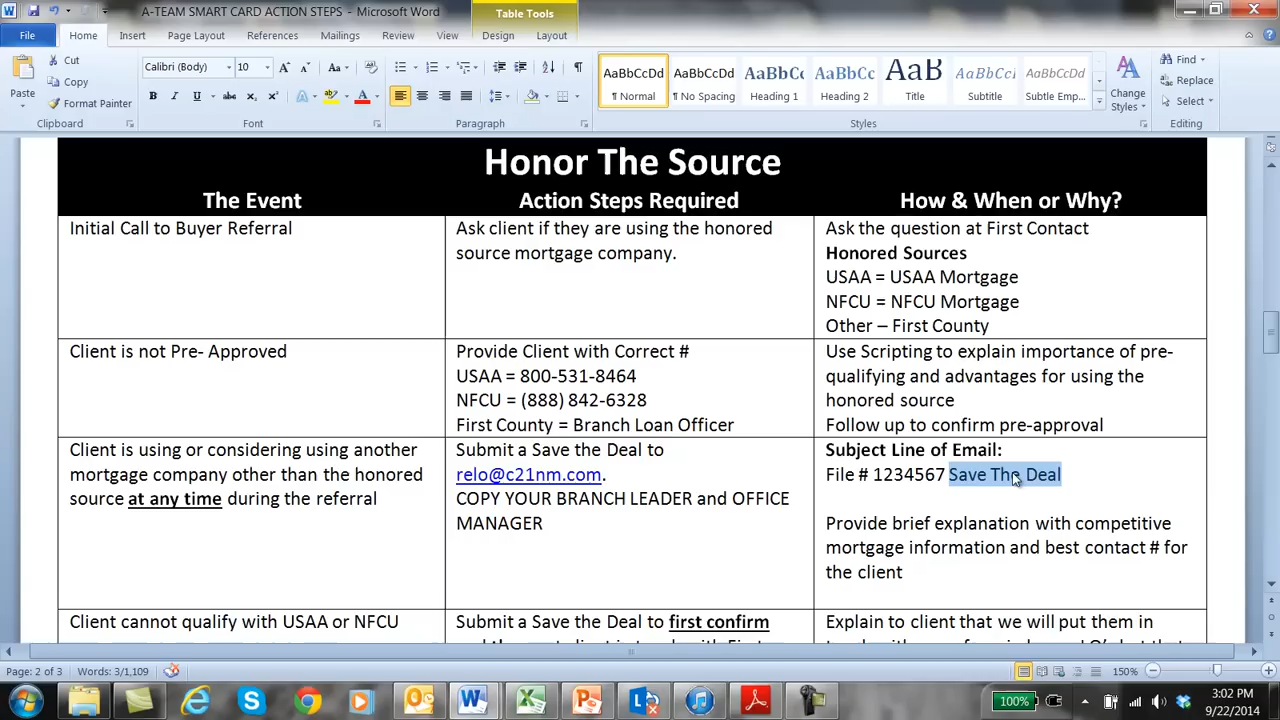 A-TEAM SMART CARD ACTION STEPS - Microsoft Word
Table Tools
File
Home
Insert
Page Layout
References
Mailings
Review
View
Design
Layout
Paste
Cut
Copy
Format Painter
Clipboard
Calibri (Body)
10
Font
Paragraph
AaBbCcDd
¶ Normal
AaBbCcDd
¶ No Spacing
AaBbCc
Heading 1
AaBbCc
Heading 2
AaB
Title
AaBbCcI
Subtitle
AaBbCcDd
Subtle Emp...
Change
Styles
Styles
Find
Replace
Select
Editing
Honor The Source
The Event
Action Steps Required
How & When or Why?
Initial Call to Buyer Referral
Ask client if they are using the honored
source mortgage company.
Ask the question at First Contact
Honored Sources
USAA = USAA Mortgage
NFCU = NFCU Mortgage
Other – First County
Client is not Pre- Approved
Provide Client with Correct #
USAA = 800-531-8464
NFCU = (888) 842-6328
First County = Branch Loan Officer
Use Scripting to explain importance of pre-
qualifying and advantages for using the
honored source
Follow up to confirm pre-approval
Client is using or considering using another
mortgage company other than the honored
source at any time during the referral
Submit a Save the Deal to
relo@c21nm.com.
COPY YOUR BRANCH LEADER and OFFICE
MANAGER
Subject Line of Email:
File # 1234567 Save The Deal
Provide brief explanation with competitive
mortgage information and best contact # for
the client
Client cannot qualify with USAA or NFCU
Submit a Save the Deal to first confirm
Explain to client that we will put them in
Page: 2 of 3
Words: 3/1,109
150%
100%
3:02 PM
9/22/2014